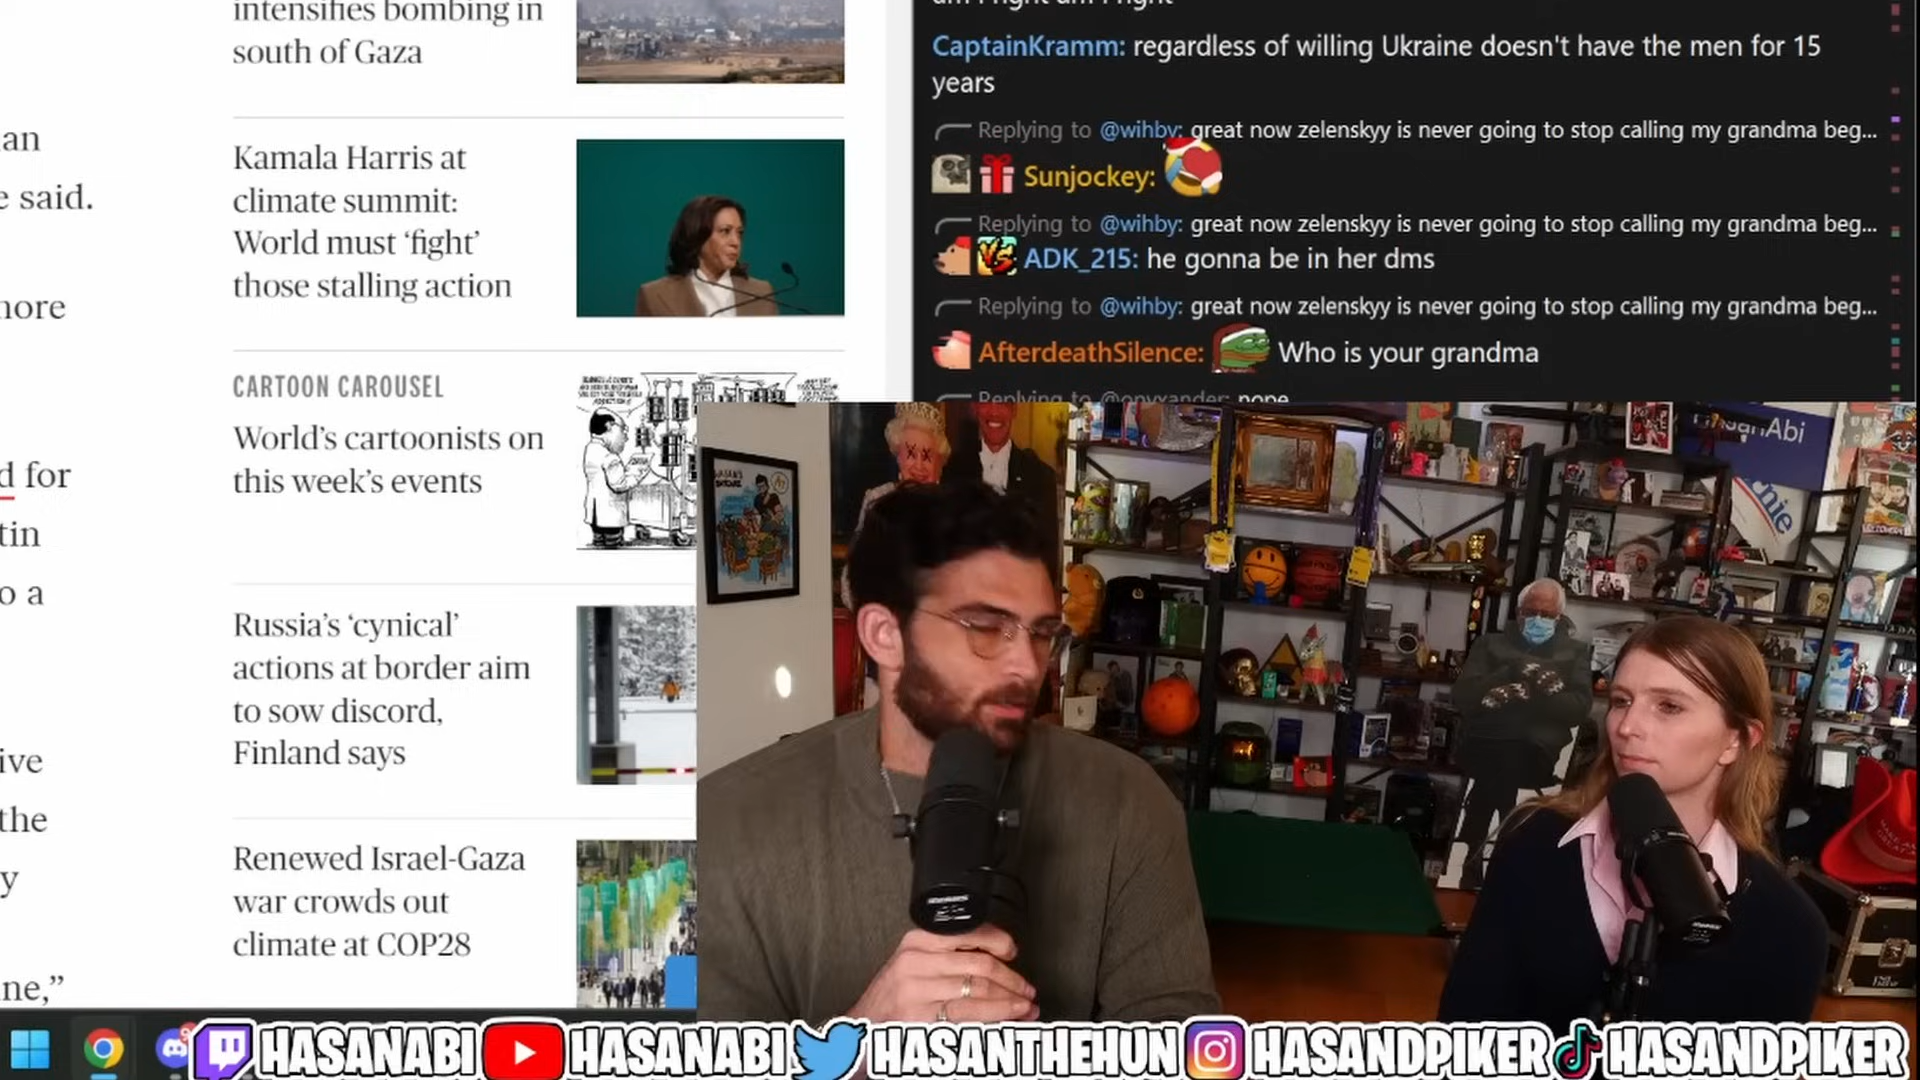 intensifies bombing in
south of Gaza
Kamala Harris at
climate summit:
World must ‘fight’
those stalling action
CARTOON CAROUSEL
World’s cartoonists on
this week’s events
Russia’s ‘cynical’
actions at border aim
to sow discord,
Finland says
Renewed Israel-Gaza
war crowds out
climate at COP28
an
e said.
nore
d for
tin
o a
ive
the
y
ne,”
CaptainKramm: regardless of willing Ukraine doesn't have the men for 15
years
Replying to @wihby: great now zelenskyy is never going to stop calling my grandma beg...
Sunjockey:
Replying to @wihby: great now zelenskyy is never going to stop calling my grandma beg...
ADK_215: he gonna be in her dms
Replying to @wihby: great now zelenskyy is never going to stop calling my grandma beg...
AfterdeathSilence: Who is your grandma
Replying to @onyxander: nope
HasanAbi
HASANABI HASANABI HASANTHEHUN HASANDPIKER HASANDPIKER